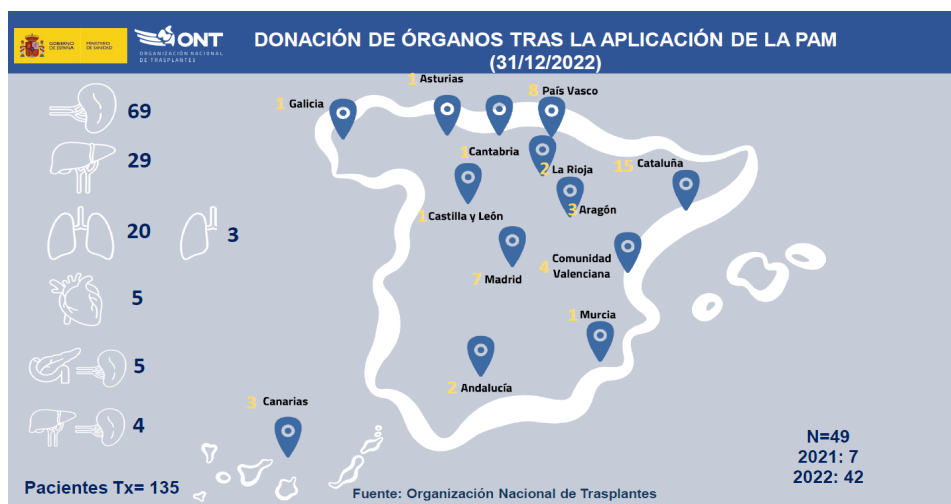 GOBIERNO
DE ESPAÑA
MINISTERIO
DE SANIDAD
ONT
ORGANIZACIÓN NACIONAL
DE TRASPLANTES
DONACIÓN DE ÓRGANOS TRAS LA APLICACIÓN DE LA PAM
(31/12/2022)
69
29
20
3
5
5
4
Pacientes Tx= 135
1 Galicia
1 Asturias
8 País Vasco
1 Cantabria
2 La Rioja
15 Cataluña
1 Castilla y León
3 Aragón
7 Madrid
4 Comunidad
Valenciana
1 Murcia
2 Andalucía
3 Canarias
N=49
2021: 7
2022: 42
Fuente: Organización Nacional de Trasplantes